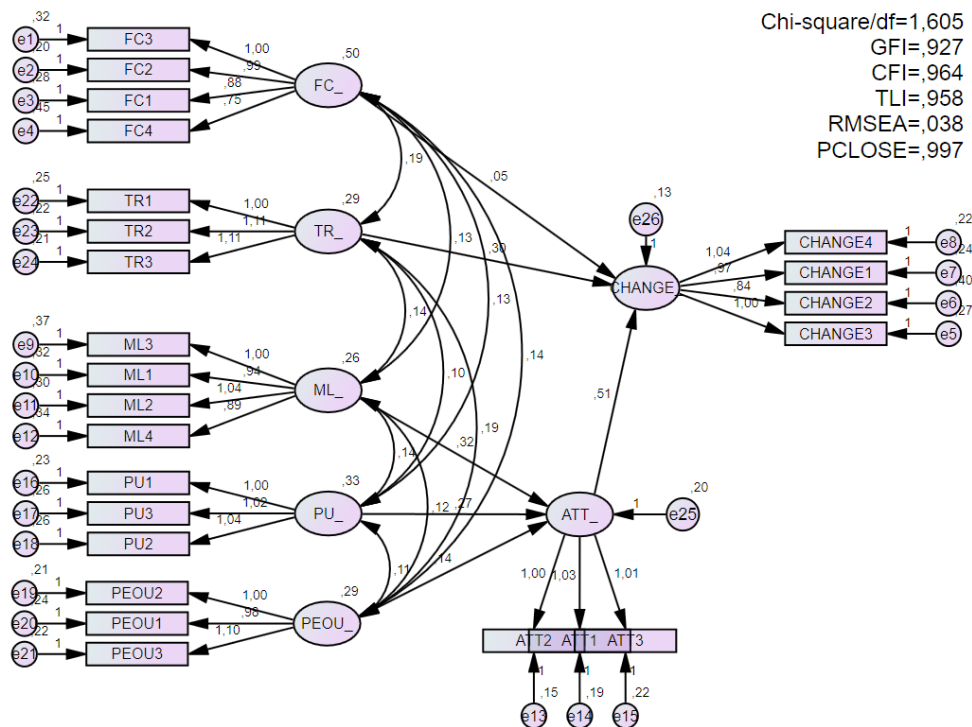 Chi-square/df=1,605
GFI=,927
CFI=,964
TLI=,958
RMSEA=,038
PCLOSE=,997
,32
e1 1 FC3
,20
e2 1 FC2
,28
e3 1 FC1
,45
e4 1 FC4
1,00
,99
,88
,75
,50
FC_
,19
,05
,25
e22 1 TR1
,22
e23 1 TR2
,21
e24 1 TR3
1,00
1,11
1,11
,29
TR_
,13
,30
,13
,14
,14
,13
e26
1
CHANGE_
1,04
,97
,84
1,00
CHANGE4 1 e8 ,22
CHANGE1 1 e7 ,24
CHANGE2 1 e6 ,40
CHANGE3 1 e5 ,27
,37
e9 1 ML3
,32
e10 1 ML1
,30
e11 1 ML2
,34
e12 1 ML4
1,00
,94
1,04
,89
,26
ML_
,10
,19
,32
,51
,14
,23
e16 1 PU1
,26
e17 1 PU3
,26
e18 1 PU2
1,00
1,02
1,04
,33
PU_
,12
,27
ATT_
1
e25
,20
,11
,14
,21
e19 1 PEOU2
,24
e20 1 PEOU1
,22
e21 1 PEOU3
1,00
,98
1,10
,29
PEOU_
1,00
1,03
1,01
ATT2 ATT1 ATT3
1 1 1
,15 ,19 ,22
e13 e14 e15